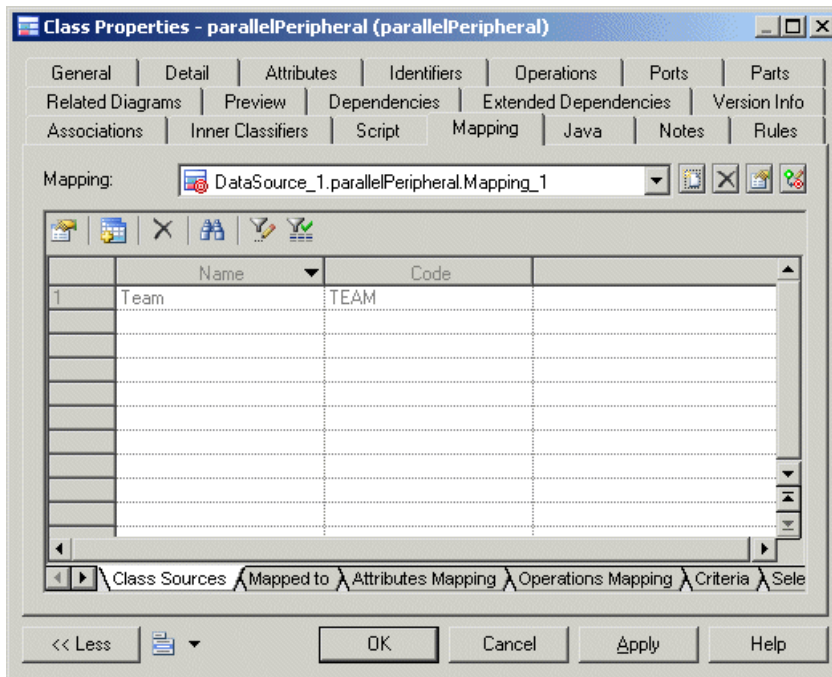 Class Properties - parallelPeripheral (parallelPeripheral)
General Detail Attributes Identifiers Operations Ports Parts
Related Diagrams Preview Dependencies Extended Dependencies Version Info
Associations Inner Classifiers Script Mapping Java Notes Rules
Mapping: DataSource_1.parallelPeripheral.Mapping_1
Name Code
1 Team TEAM
Class Sources Mapped to Attributes Mapping Operations Mapping Criteria Sele
<< Less OK Cancel Apply Help